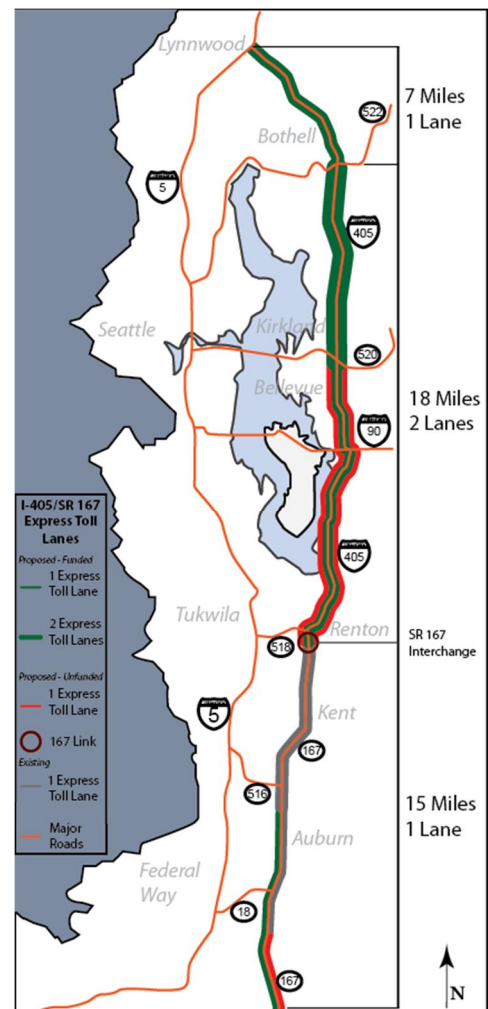 Lynnwood
7 Miles
1 Lane
522
Bothell
5
405
Seattle
Kirkland
520
Bellevue
18 Miles
2 Lanes
90
I-405/SR 167
Express Toll
Lanes
Proposed - Funded
1 Express
Toll Lane
2 Express
Toll Lanes
Proposed - Unfunded
1 Express
Toll Lane
167 Link
Existing
1 Express
Toll Lane
Major
Roads
405
Tukwila
Renton
518
SR 167
Interchange
5
Kent
167
516
15 Miles
1 Lane
Auburn
Federal
Way
18
167
N